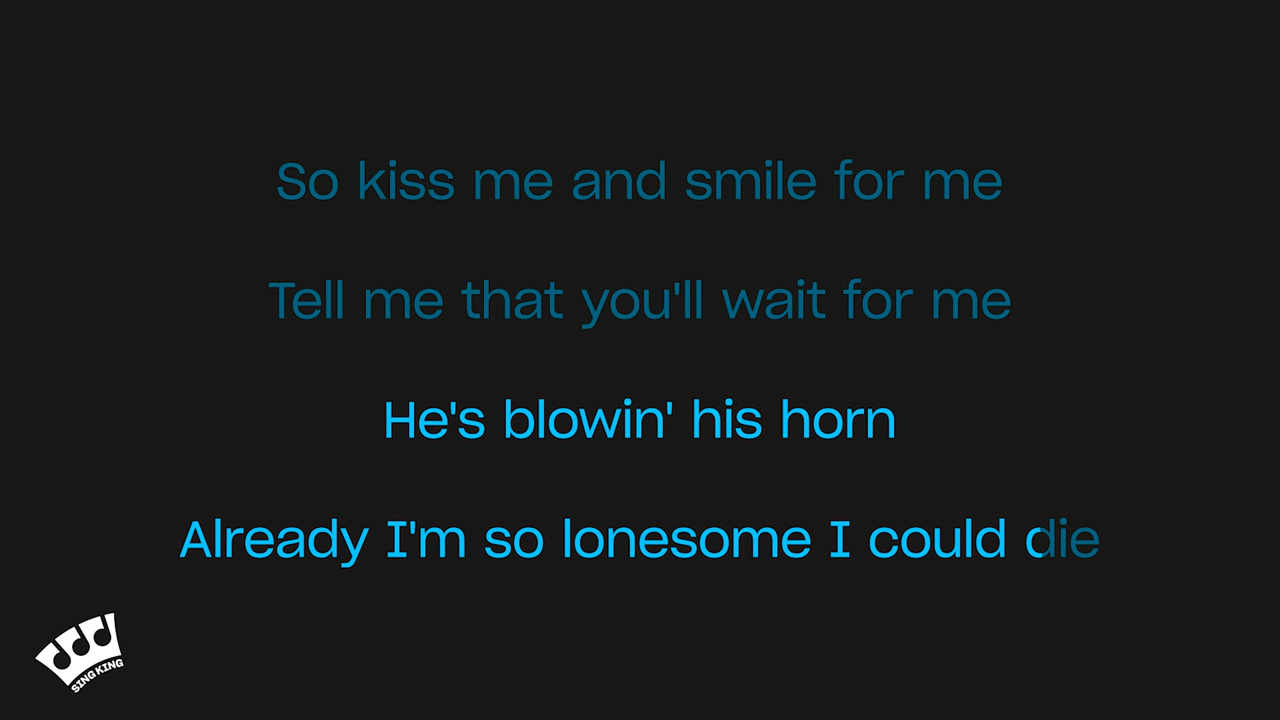 So kiss me and smile for me
Tell me that you'll wait for me
He's blowin' his horn
Already I'm so lonesome I could die
SING KING